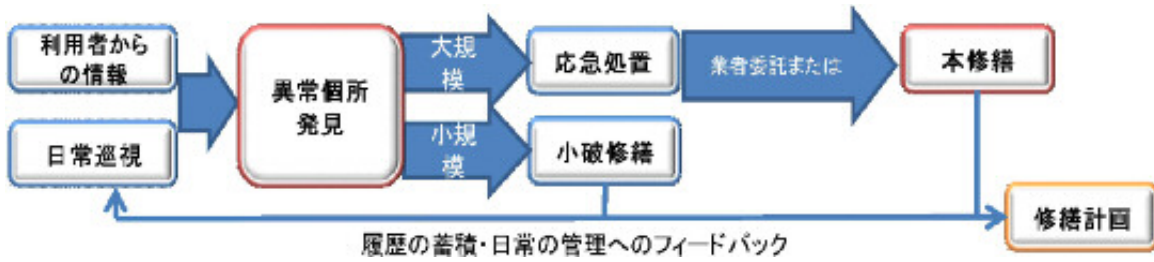 利用者から
の情報
日常巡視
異常個所
発見
大規
模
小規
模
応急処置
小破修繕
業者委託または
本修繕
修繕計画
履歴の蓄積・日常の管理へのフィードバック